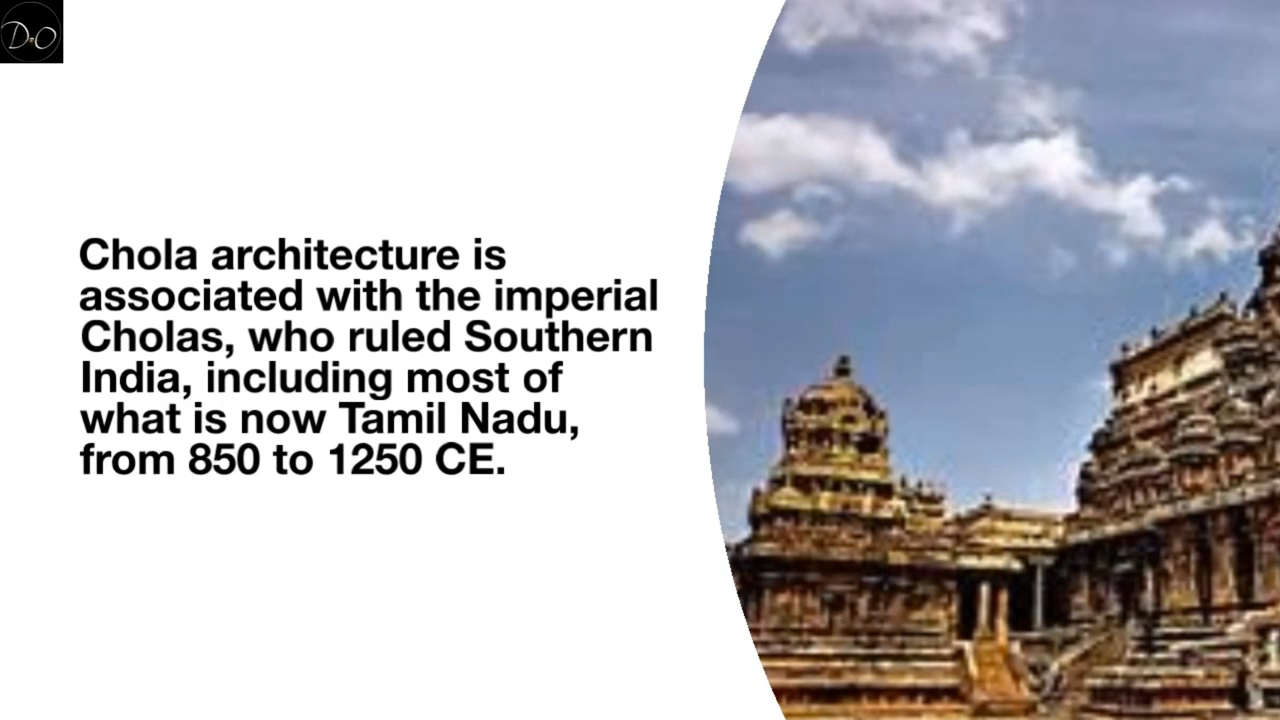 D.O
Chola architecture is
associated with the imperial
Cholas, who ruled Southern
India, including most of
what is now Tamil Nadu,
from 850 to 1250 CE.